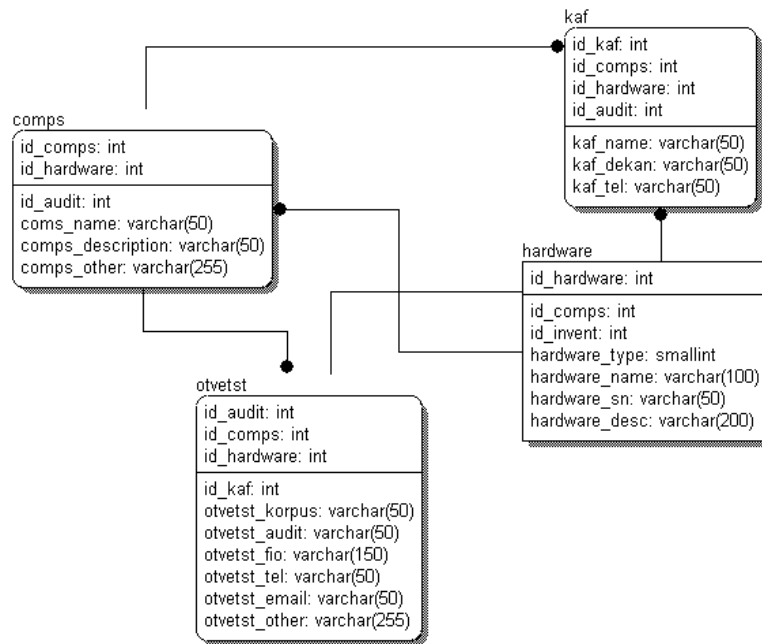 kaf
id_kaf: int
id_comps: int
id_hardware: int
id_audit: int
kaf_name: varchar(50)
kaf_dekan: varchar(50)
kaf_tel: varchar(50)
comps
id_comps: int
id_hardware: int
id_audit: int
coms_name: varchar(50)
comps_description: varchar(50)
comps_other: varchar(255)
hardware
id_hardware: int
id_comps: int
id_invent: int
hardware_type: smallint
hardware_name: varchar(100)
hardware_sn: varchar(50)
hardware_desc: varchar(200)
otvetst
id_audit: int
id_comps: int
id_hardware: int
id_kaf: int
otvetst_korpus: varchar(50)
otvetst_audit: varchar(50)
otvetst_fio: varchar(150)
otvetst_tel: varchar(50)
otvetst_email: varchar(50)
otvetst_other: varchar(255)